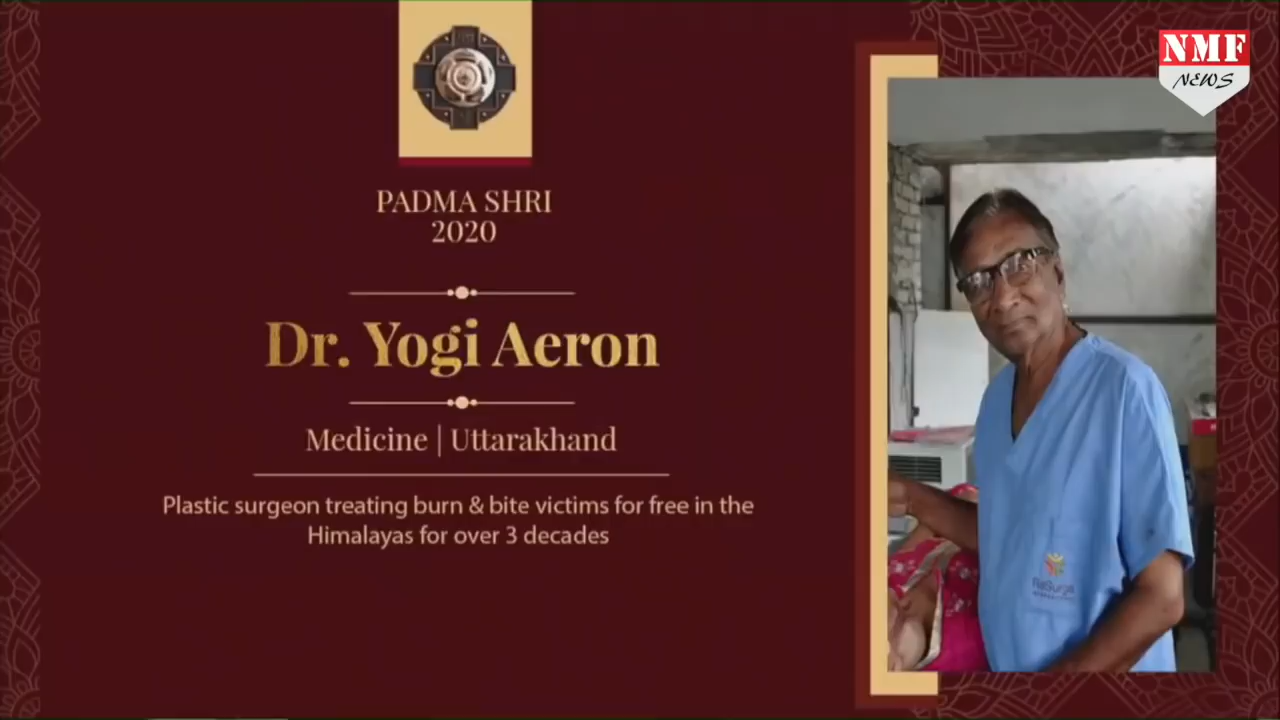 NMF
NEWS
PADMA SHRI
2020
Dr. Yogi Aeron
Medicine | Uttarakhand
Plastic surgeon treating burn & bite victims for free in the
Himalayas for over 3 decades